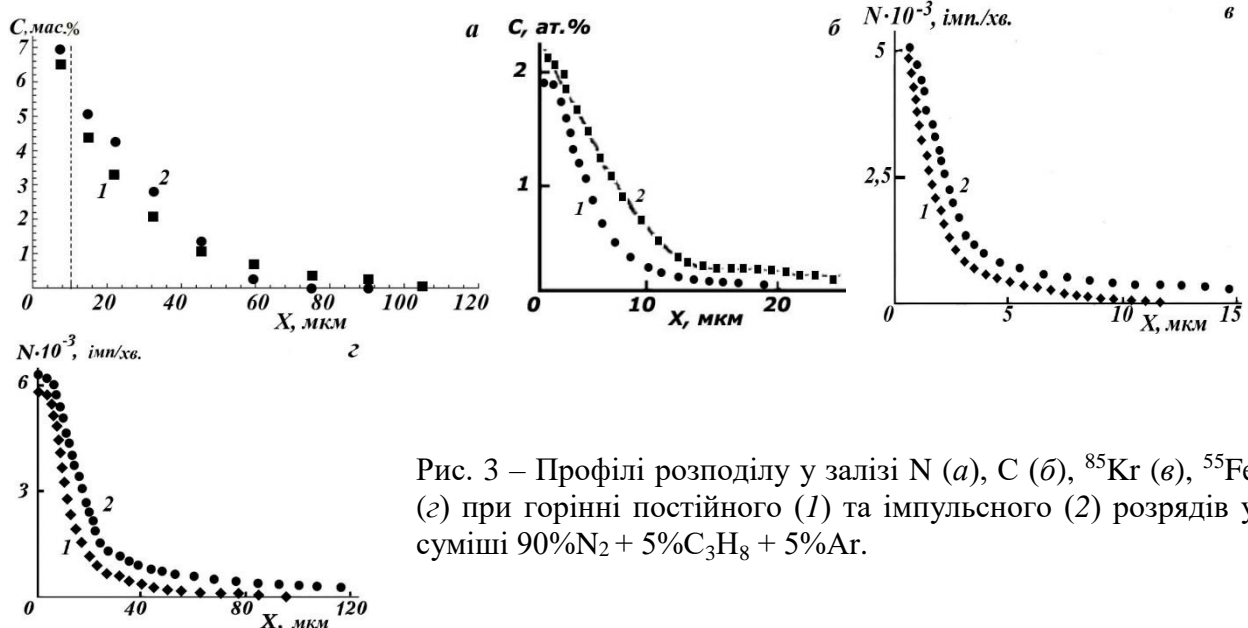 C,мас.%
а
7
6
5
4
3
2
1
1
2
0 20 40 60 80 100 120
X, мкм
C, ат.%
б
2
1
1
2
0 10 20
X, мкм
N·10⁻³, імп./хв.
в
5
2,5
1
2
0 5 10 15
X, мкм
N·10⁻³, імп/хв.
г
6
3
1
2
0 40 80 120
X, мкм
Рис. 3 – Профілі розподілу у залізі N (а), C (б), ⁸⁵Kr (в), ⁵⁵Fe
(г) при горінні постійного (1) та імпульсного (2) розрядів у
суміші 90%N₂ + 5%C₃H₈ + 5%Ar.